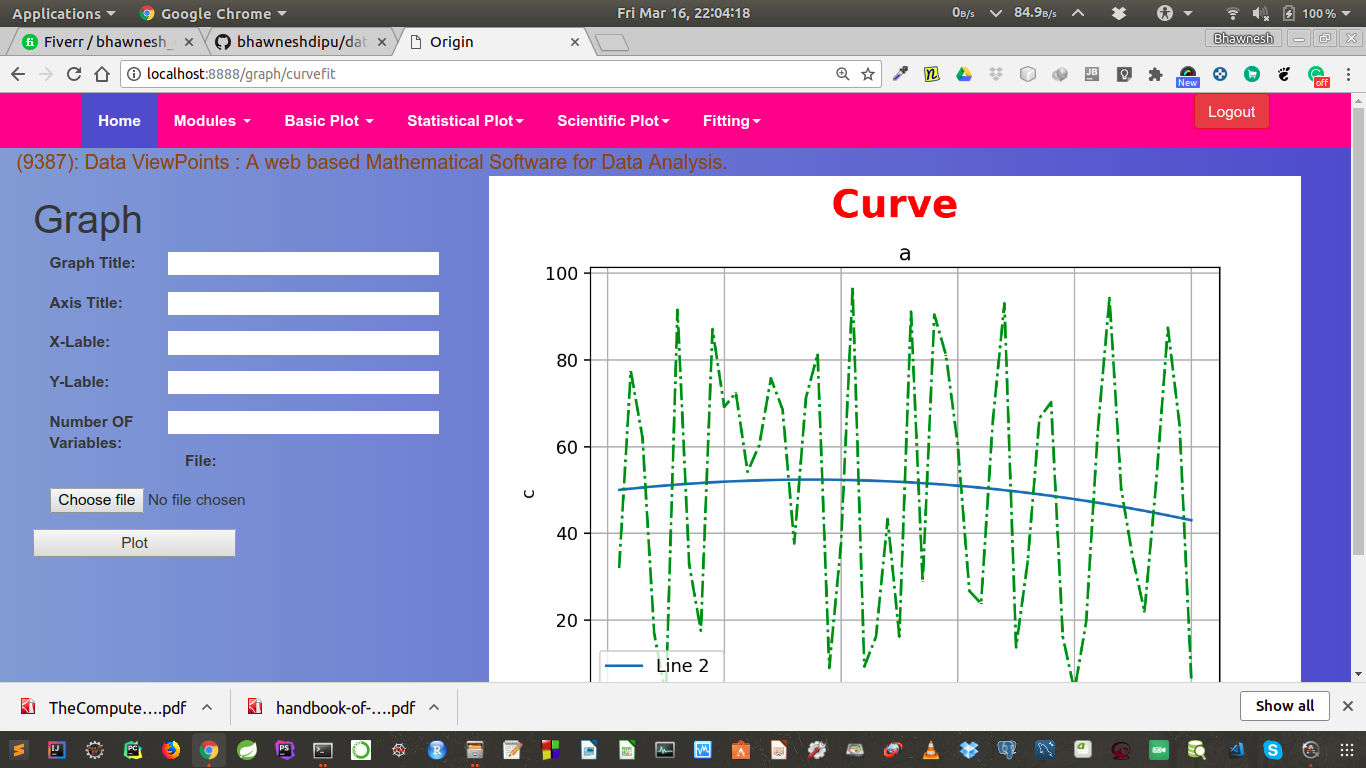 Applications Google Chrome Fri Mar 16, 22:04:18 0B/s 84.9B/s 100 %
Fiverr / bhawnesh_ bhawneshdipu/dat Origin Bhawnesh
localhost:8888/graph/curvefit
New off
Home Modules Basic Plot Statistical Plot Scientific Plot Fitting Logout
(9387): Data ViewPoints : A web based Mathematical Software for Data Analysis.
Graph
Graph Title:
Axis Title:
X-Lable:
Y-Lable:
Number OF
Variables:
File:
Choose file No file chosen
Plot
Curve
a
100
80
60
c
40
20
Line 2
TheCompute….pdf handbook-of-….pdf Show all